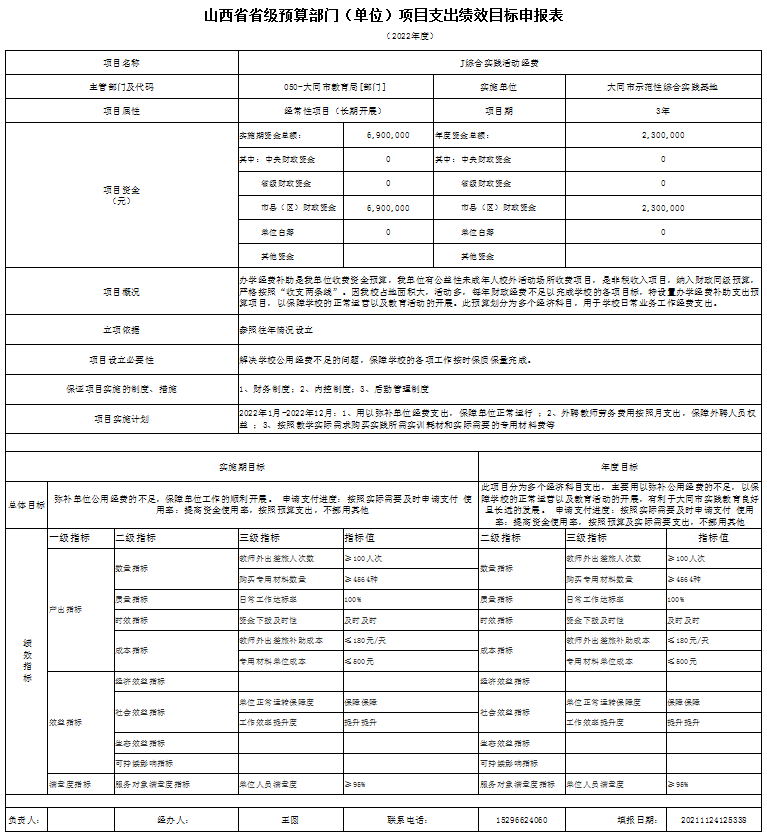 山西省省级预算部门（单位）项目支出绩效目标申报表
（2022年度）
项目名称 J综合实践活动经费
主管部门及代码 050-大同市教育局[部门] 实施单位 大同市示范性综合实践基地
项目属性 经常性项目（长期开展） 项目期 3年
项目资金（元）
实施期资金总额： 6,900,000 年度资金总额： 2,300,000
其中：中央财政资金 0 其中：中央财政资金 0
省级财政资金 0 省级财政资金 0
市县（区）财政资金 6,900,000 市县（区）财政资金 2,300,000
单位自筹 0 单位自筹 0
其他资金 其他资金
项目概况
办学经费补助是我单位收费资金预算，我单位有公益性未成年人校外活动场所收费项目，是非税收入项目，纳入财政同级预算，
严格按照“收支两条线”。因我校占地面积大，活动多，每年财政经费不足以完成学校的各项目标，将设置办学经费补助支出预
算项目，以保障学校的正常运营以及教育活动的开展。此预算划分为多个经济科目，用于学校日常业务工作经费支出。
立项依据 参照往年情况设立
项目设立必要性 解决学校公用经费不足的问题，保障学校的各项工作按时保质保量完成。
保证项目实施的制度、措施 1、财务制度；2、内控制度；3、后勤管理制度
项目实施计划
2022年1月-2022年12月：1、用以弥补单位经费支出，保障单位正常运行 ；2、外聘教师劳务费用按照月支出，保障外聘人员权
益 ；3、按照教学实际需求购买实践所需实训耗材和实际需要的专用材料费等
实施期目标 年度目标
总体目标
弥补单位公用经费的不足，保障单位工作的顺利开展。 申请支付进度：按照实际需要及时申请支付 使
用率：提高资金使用率，按照预算支出，不挪用其他
此项目分为多个经济科目支出，主要用以弥补公用经费的不足，以保
障学校的正常运营以及教育活动的开展，有利于大同市实践教育良好
且长远的发展。 申请支付进度：按照实际需要及时申请支付 使用
率：提高资金使用率，按照预算及实际需要支出，不挪用其他
绩效指标
一级指标 二级指标 三级指标 指标值 二级指标 三级指标 指标值
产出指标 数量指标 教师外出差旅人次数 ≥100人次 数量指标 教师外出差旅人次数 ≥100人次
购买专用材料数量 ≥4564种 购买专用材料数量 ≥4564种
质量指标 日常工作达标率 100% 质量指标 日常工作达标率 100%
时效指标 资金下拨及时性 及时及时 时效指标 资金下拨及时性 及时及时
成本指标 教师外出差旅补助成本 ≤180元/天 成本指标 教师外出差旅补助成本 ≤180元/天
专用材料单位成本 ≤500元 专用材料单位成本 ≤500元
效益指标 经济效益指标 经济效益指标
社会效益指标 单位正常运转保障度 保障保障 社会效益指标 单位正常运转保障度 保障保障
工作效率提升度 提升提升 工作效率提升度 提升提升
生态效益指标 生态效益指标
可持续影响指标 可持续影响指标
满意度指标 服务对象满意度指标 单位人员满意度 ≥95% 服务对象满意度指标 单位人员满意度 ≥95%
负责人： 经办人： 王园 联系电话： 15296624060 填报日期： 20211124125339